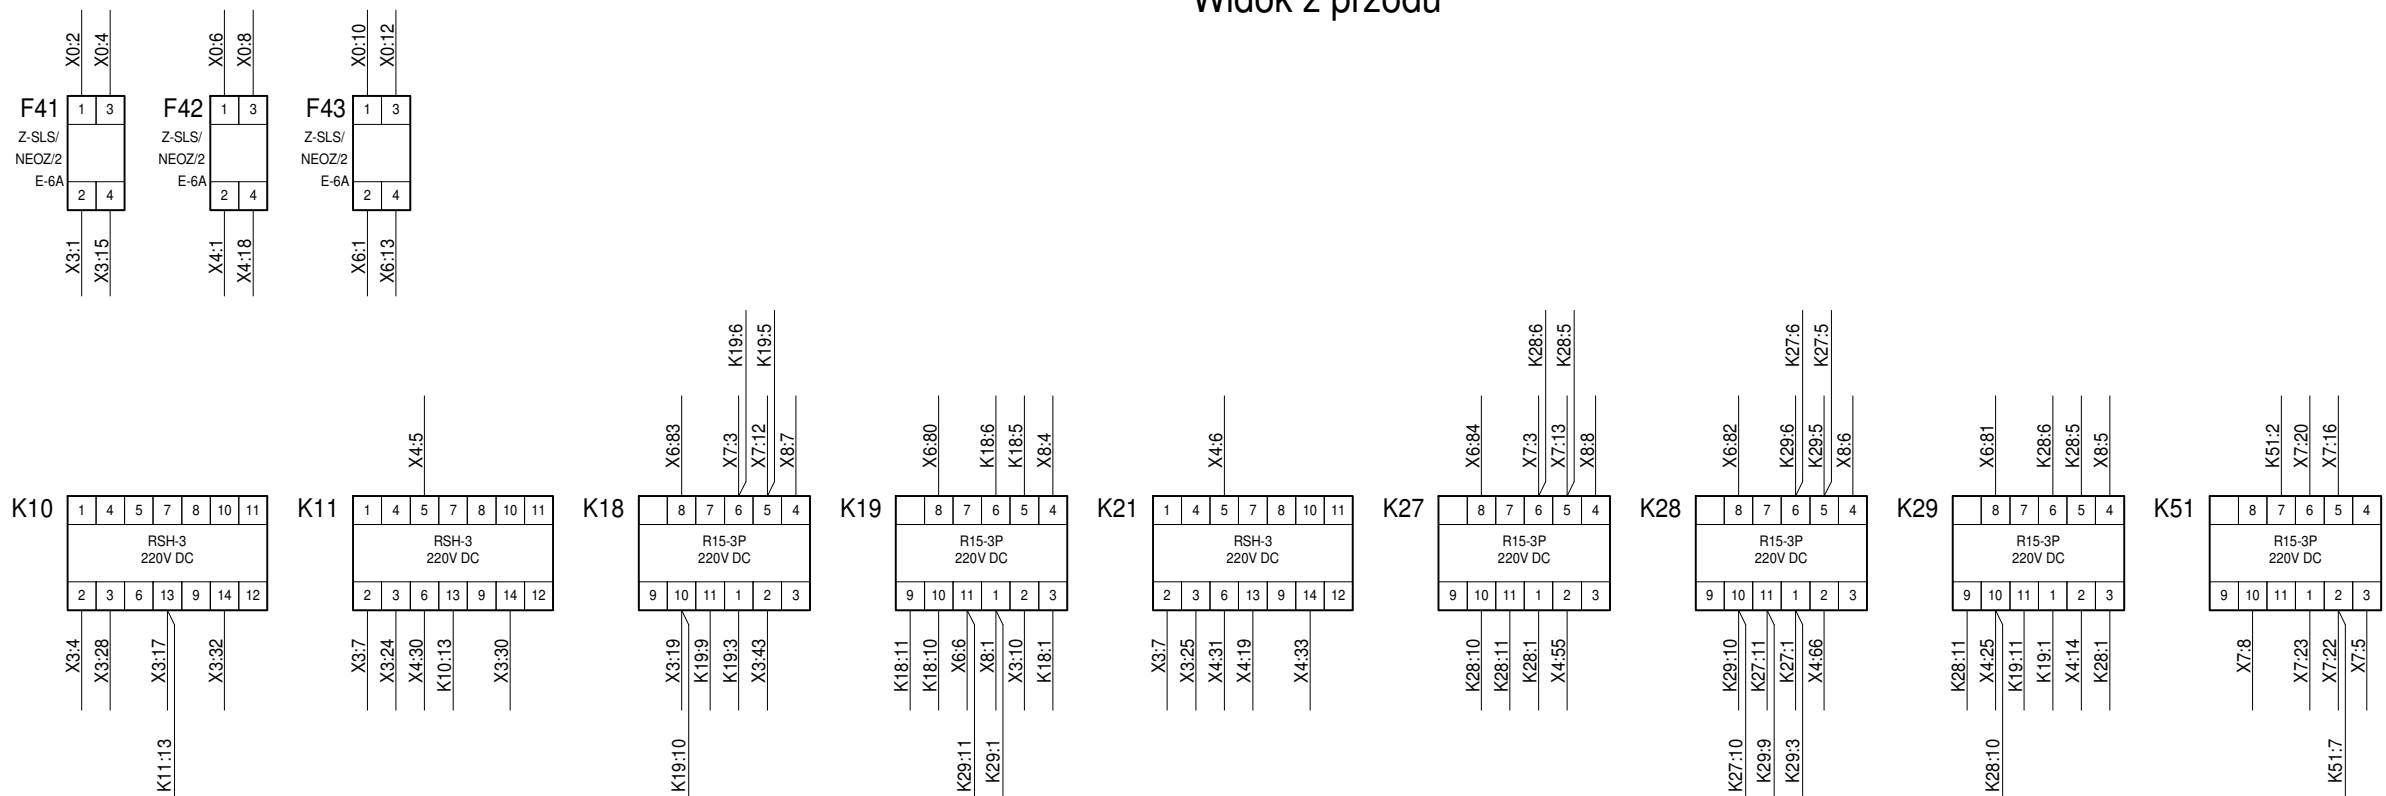 Widok z przodu
X0:2 X0:4 X0:6 X0:8 X0:10 X0:12
F41 1 3 F42 1 3 F43 1 3
Z-SLS/ Z-SLS/ Z-SLS/
NEOZ/2 NEOZ/2 NEOZ/2
E-6A E-6A E-6A
2 4 2 4 2 4
X3:1 X3:15 X4:1 X4:18 X6:1 X6:13
K19:6 K19:5 K28:6 K28:5 K27:6 K27:5
X4:5 X6:83 X7:3 X7:12 X8:7 X6:80 K18:6 K18:5 X8:4 X4:6 X6:84 X7:3 X7:13 X8:8 X6:82 K29:6 K29:5 X8:6 X6:81 K28:6 K28:5 X8:5 K51:2 X7:20 X7:16
K10 1 4 5 7 8 10 11 K11 1 4 5 7 8 10 11 K18 8 7 6 5 4 K19 8 7 6 5 4 K21 1 4 5 7 8 10 11 K27 8 7 6 5 4 K28 8 7 6 5 4 K29 8 7 6 5 4 K51 8 7 6 5 4
RSH-3 RSH-3 R15-3P R15-3P RSH-3 R15-3P R15-3P R15-3P R15-3P
220V DC 220V DC 220V DC 220V DC 220V DC 220V DC 220V DC 220V DC 220V DC
2 3 6 13 9 14 12 2 3 6 13 9 14 12 9 10 11 1 2 3 9 10 11 1 2 3 2 3 6 13 9 14 12 9 10 11 1 2 3 9 10 11 1 2 3 9 10 11 1 2 3 9 10 11 1 2 3
X3:4 X3:28 X3:17 X3:32 X3:7 X3:24 X4:30 K10:13 X3:30 X3:19 K19:9 K19:3 X3:43 K18:11 K18:10 X6:6 X8:1 X3:10 K18:1 X3:7 X3:25 X4:31 X4:19 X4:33 K28:10 K28:11 K28:1 X4:55 K29:10 K27:11 K27:1 X4:66 K28:11 X4:25 K19:11 K19:1 X4:14 K28:1 X7:8 X7:23 X7:22 X7:5
K11:13 K19:10 K29:11 K29:1 K27:10 K29:9 K29:3 K28:10 K51:7